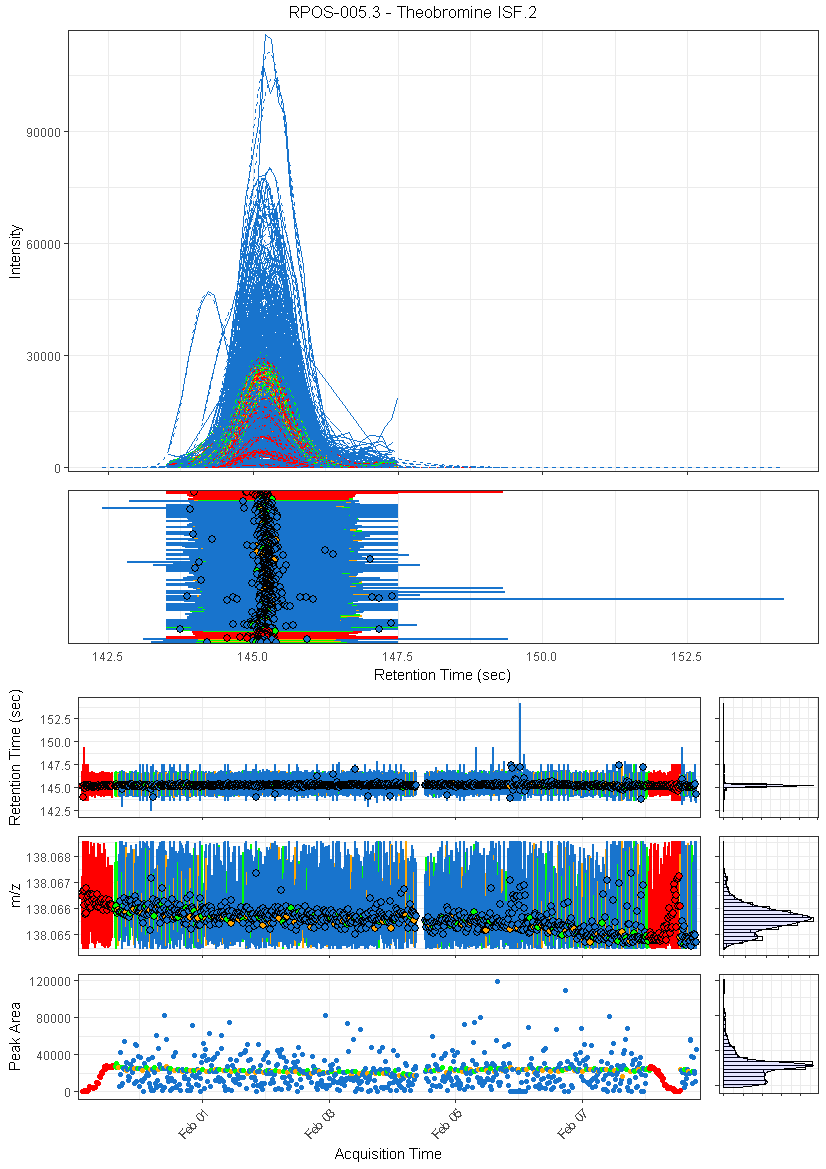 RPOS-005.3 - Theobromine ISF.2
Intensity
90000
60000
30000
0
142.5 145.0 147.5 150.0 152.5
Retention Time (sec)
Retention Time (sec)
152.5
150.0
147.5
145.0
142.5
m/z
138.068
138.067
138.066
138.065
Peak Area
120000
80000
40000
0
Feb 01 Feb 03 Feb 05 Feb 07
Acquisition Time